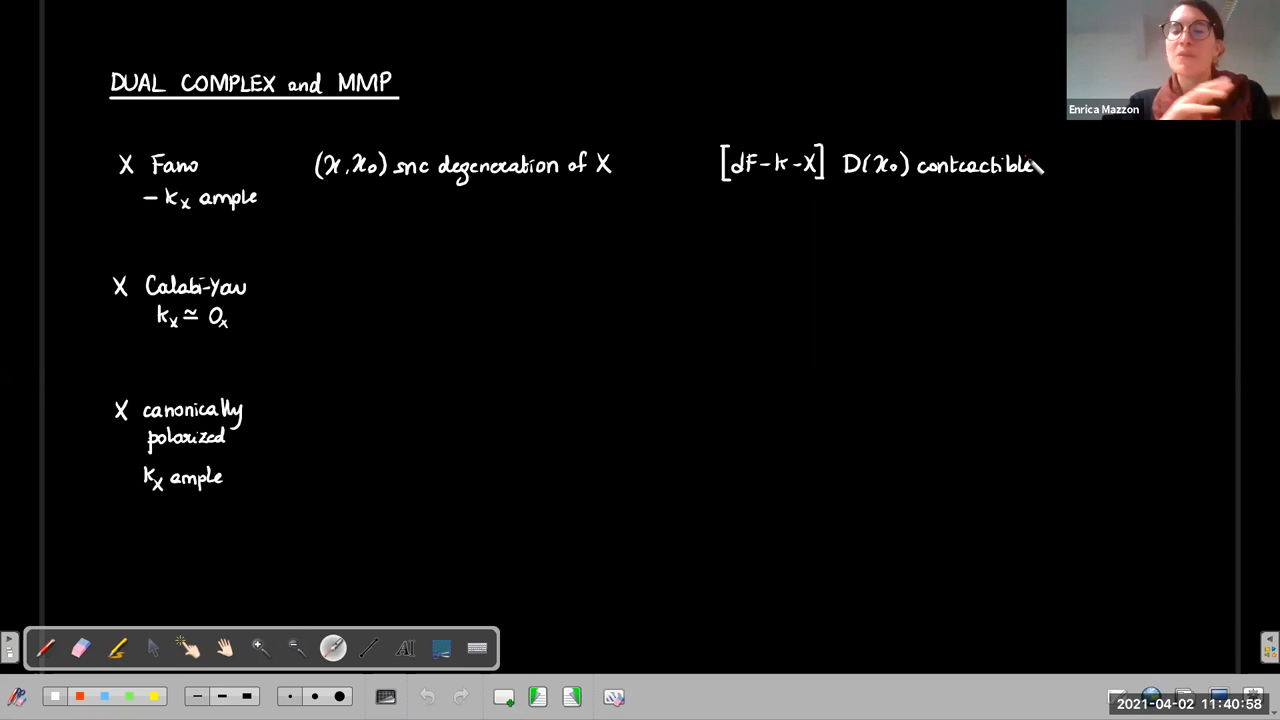 Enrica Mazzon
DUAL COMPLEX and MMP
X Fano (𝒳, 𝒳₀) snc degeneration of X [dF-K-X] D(𝒳₀) contractible
- K_X ample
X Calabi-Yau
K_X ≃ O_X
X canonically
polarized
K_X ample
AI
2021-04-02 11:40:58